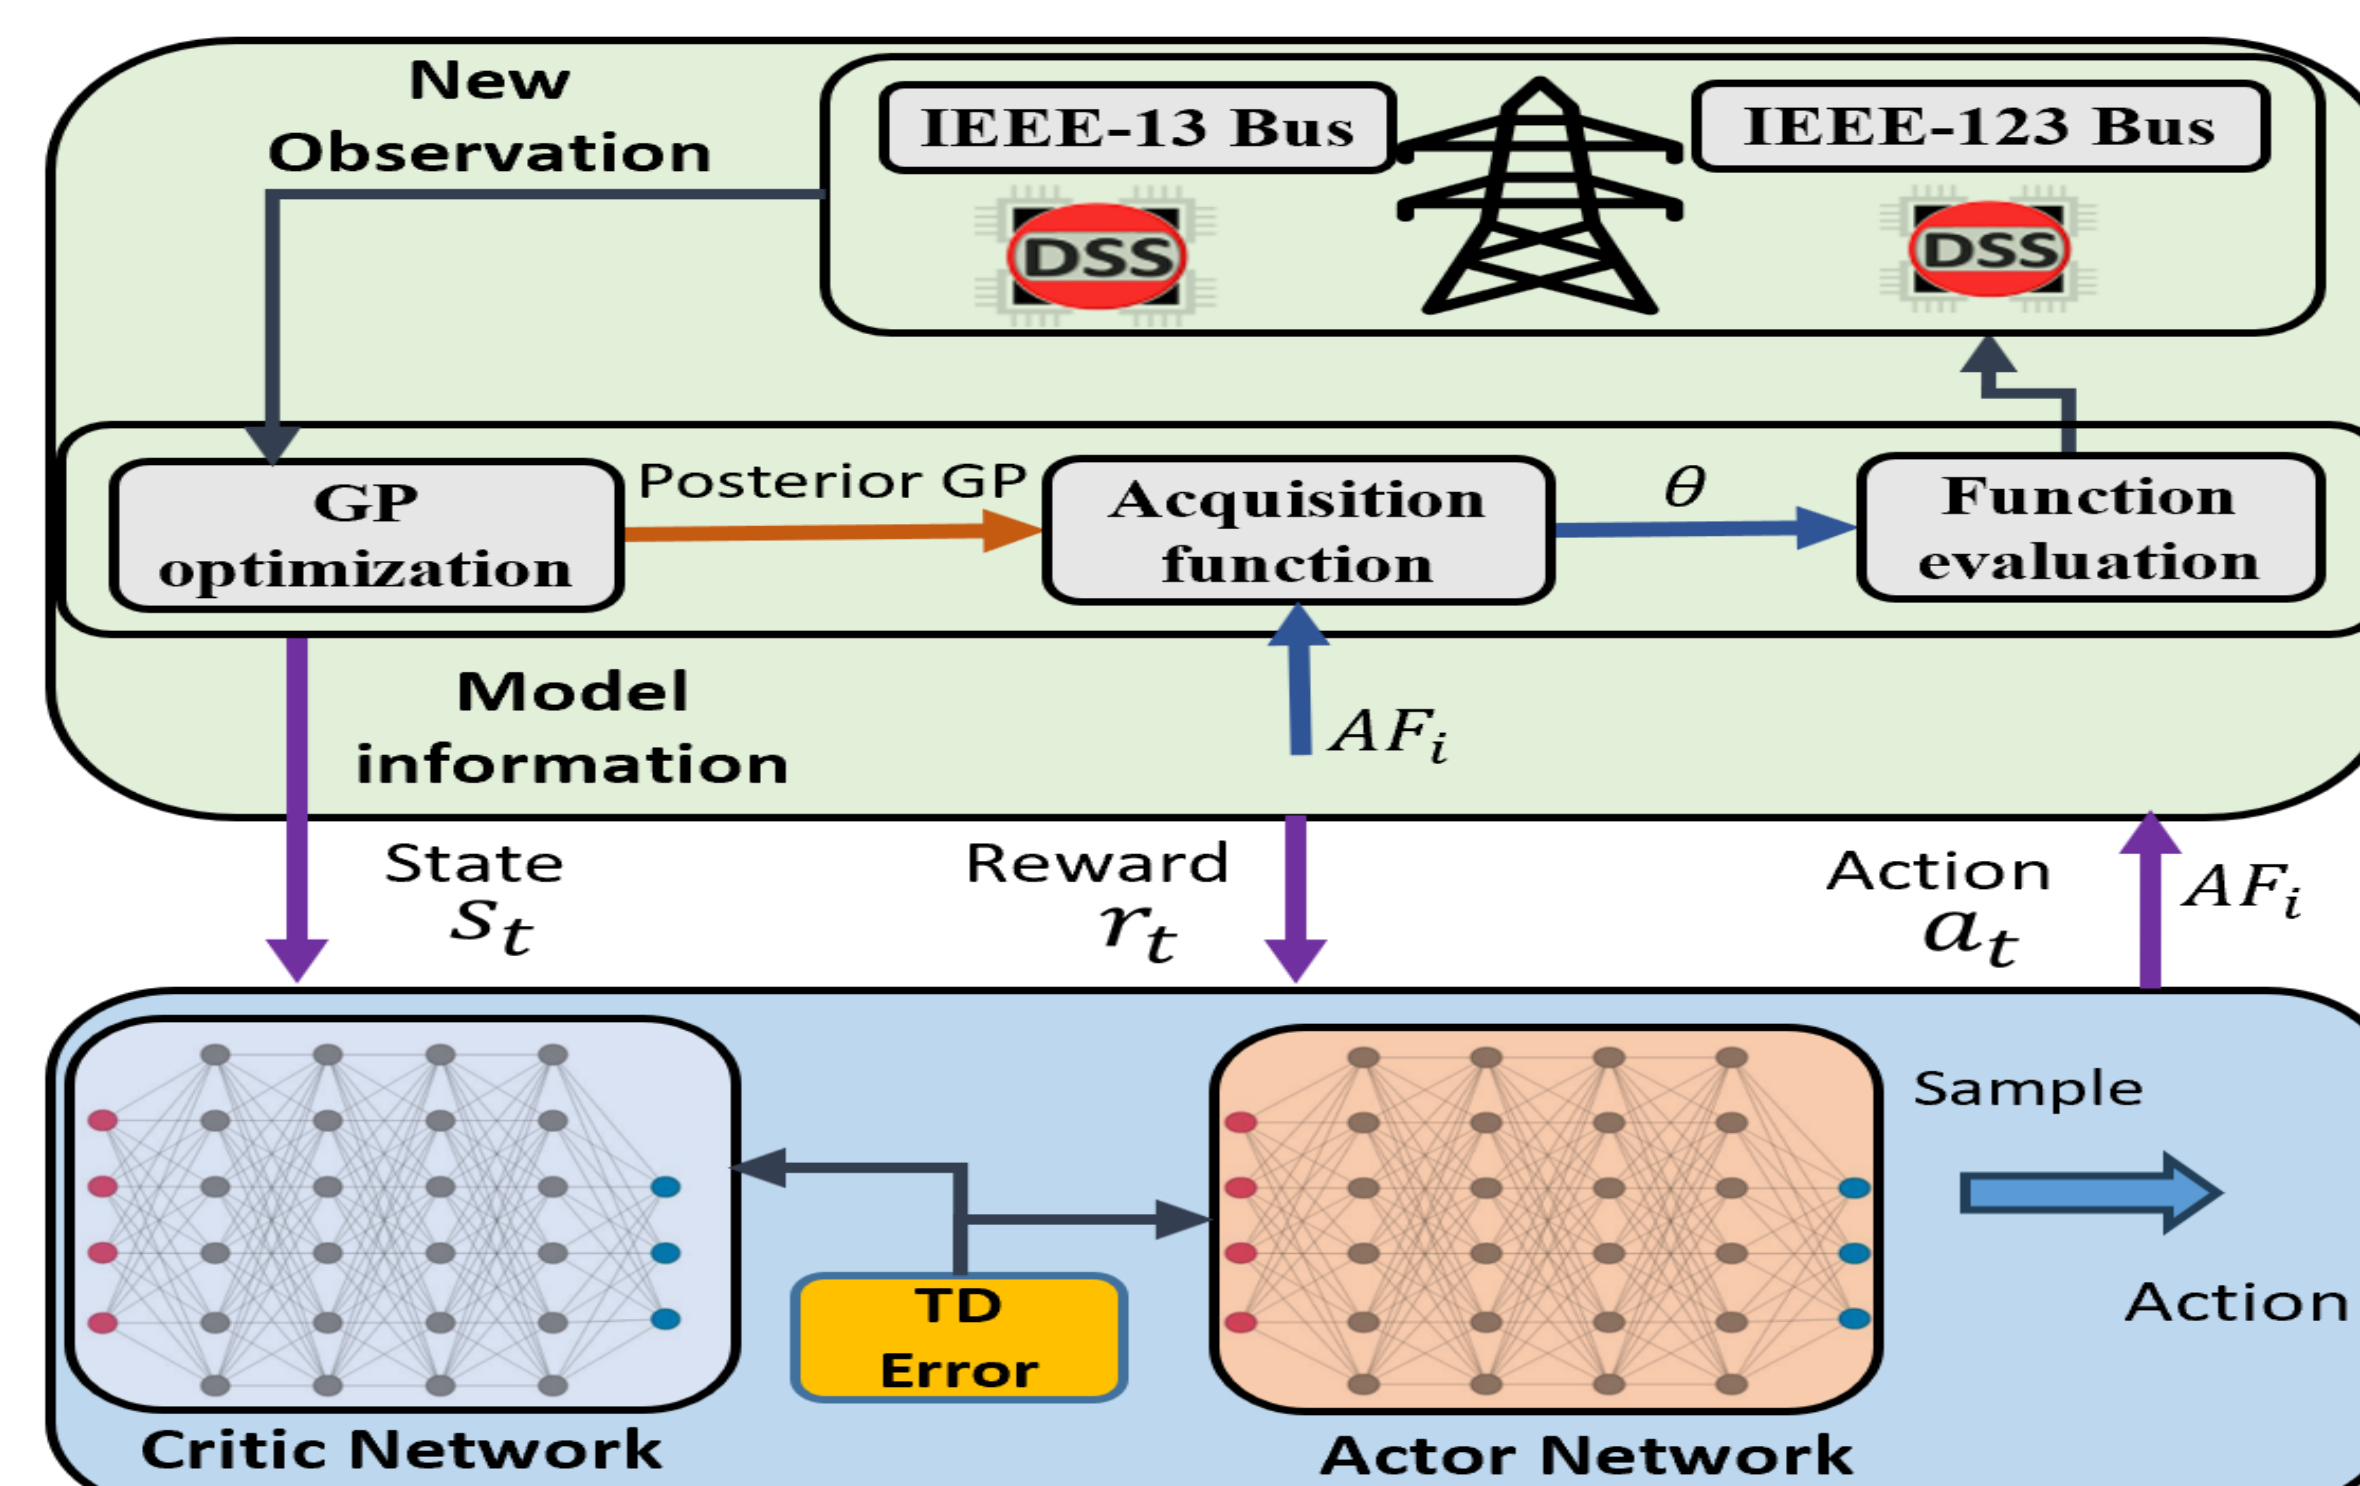 New
Observation
IEEE-13 Bus
IEEE-123 Bus
DSS
DSS
GP
optimization
Posterior GP
Acquisition
function
θ
Function
evaluation
Model
information
AF_i
State
s_t
Reward
r_t
Action
a_t
AF_i
Sample
Action
TD
Error
Critic Network
Actor Network